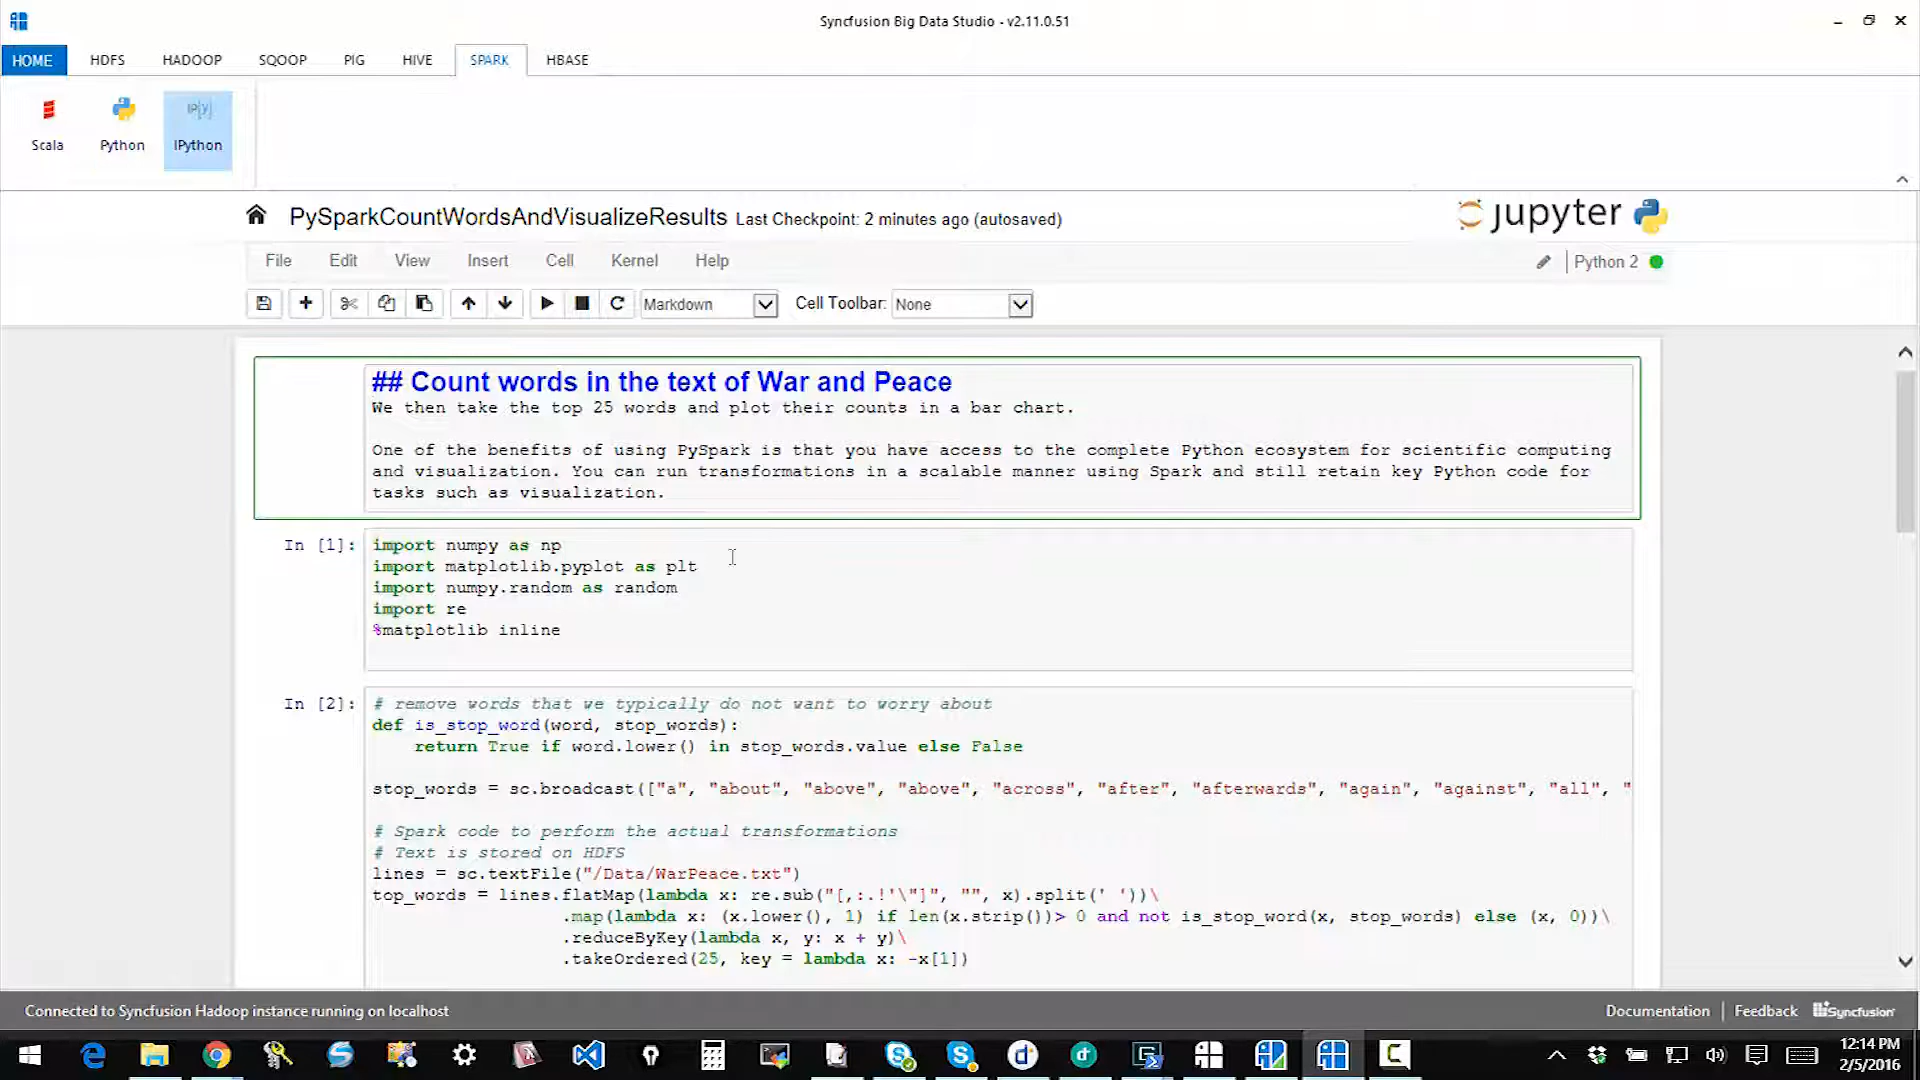 Syncfusion Big Data Studio - v2.11.0.51
HOME HDFS HADOOP SQOOP PIG HIVE SPARK HBASE
IP[y]
Scala Python IPython
PySparkCountWordsAndVisualizeResults Last Checkpoint: 2 minutes ago (autosaved)
jupyter
File Edit View Insert Cell Kernel Help
Python 2
Markdown Cell Toolbar: None
## Count words in the text of War and Peace
We then take the top 25 words and plot their counts in a bar chart.
One of the benefits of using PySpark is that you have access to the complete Python ecosystem for scientific computing
and visualization. You can run transformations in a scalable manner using Spark and still retain key Python code for
tasks such as visualization.
In [1]: import numpy as np
import matplotlib.pyplot as plt
import numpy.random as random
import re
%matplotlib inline
In [2]: # remove words that we typically do not want to worry about
def is_stop_word(word, stop_words):
return True if word.lower() in stop_words.value else False
stop_words = sc.broadcast(["a", "about", "above", "above", "across", "after", "afterwards", "again", "against", "all", "
# Spark code to perform the actual transformations
# Text is stored on HDFS
lines = sc.textFile("/Data/WarPeace.txt")
top_words = lines.flatMap(lambda x: re.sub("[,:.!'\"]", "", x).split(' '))\
.map(lambda x: (x.lower(), 1) if len(x.strip())> 0 and not is_stop_word(x, stop_words) else (x, 0))\
.reduceByKey(lambda x, y: x + y)\
.takeOrdered(25, key = lambda x: -x[1])
Connected to Syncfusion Hadoop instance running on localhost
Documentation | Feedback Syncfusion
12:14 PM
2/5/2016